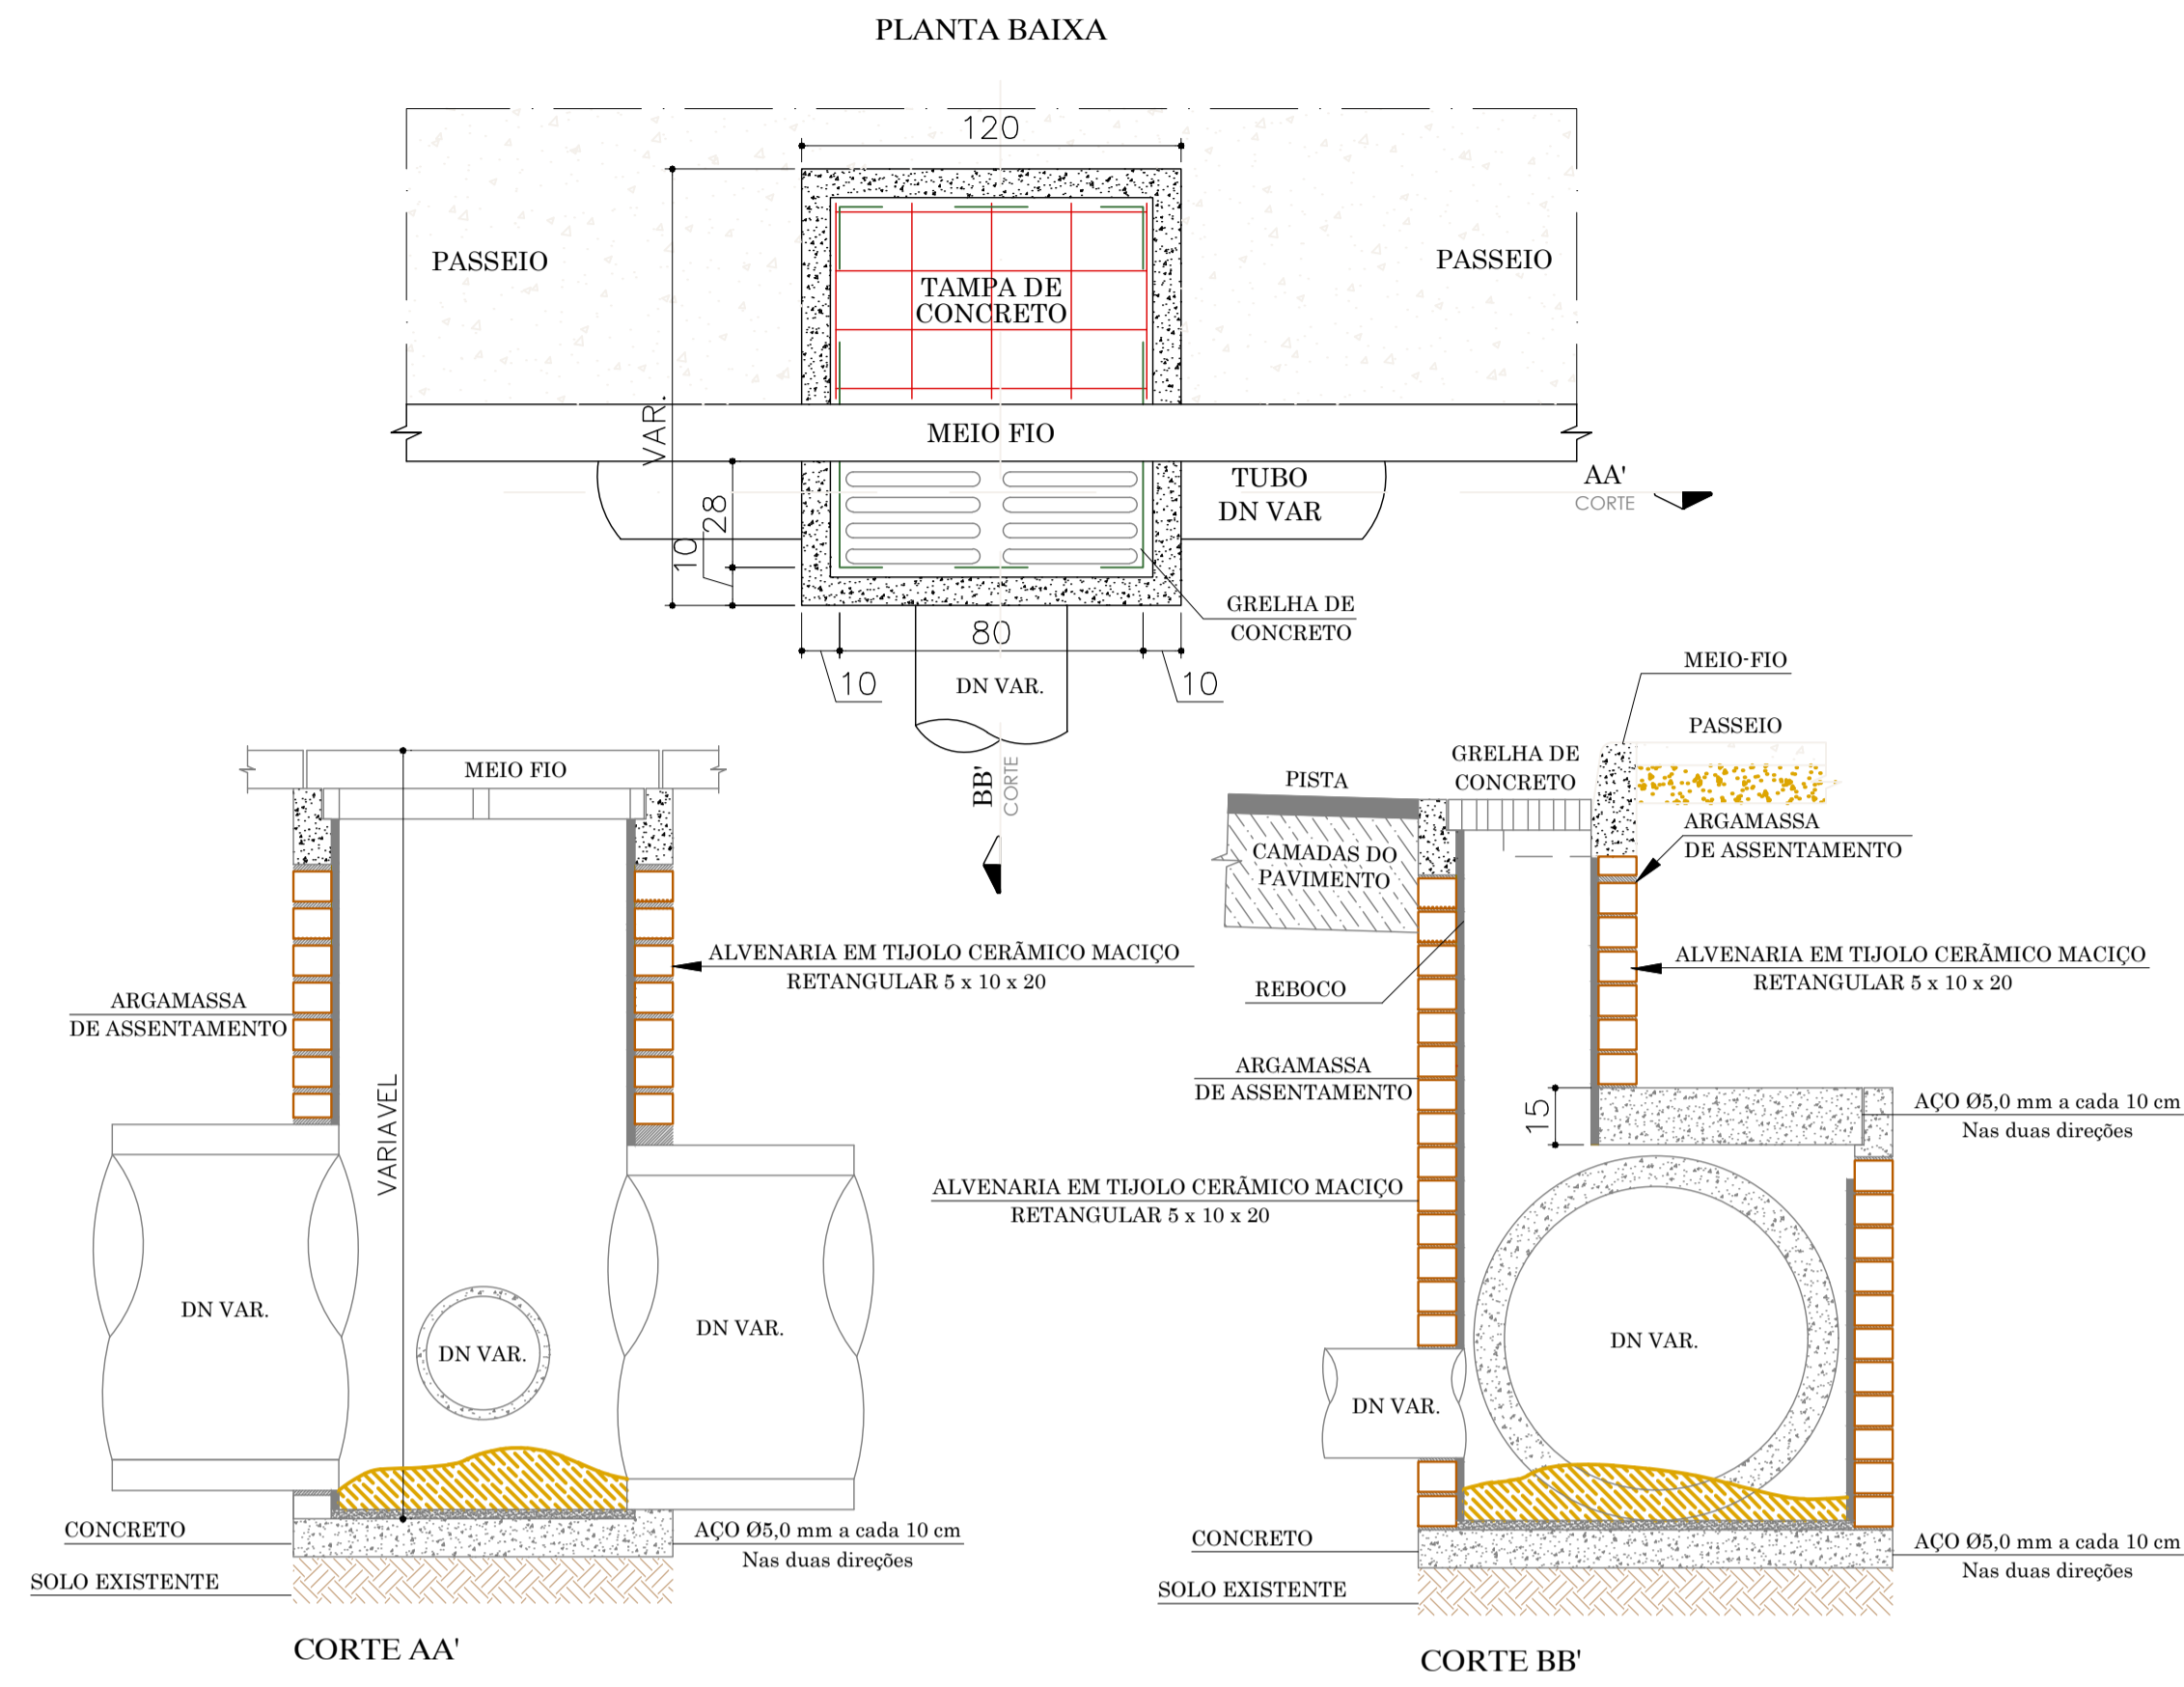 PLANTA BAIXA
120
PASSEIO
PASSEIO
TAMPA DE
CONCRETO
VAR.
MEIO FIO
TUBO
DN VAR
AA'
CORTE
28
10
GRELHA DE
CONCRETO
80
10
10
DN VAR.
BB'
CORTE
MEIO FIO
ALVENARIA EM TIJOLO CERÃMICO MACIÇO
RETANGULAR 5 x 10 x 20
ARGAMASSA
DE ASSENTAMENTO
VARIAVEL
DN VAR.
DN VAR.
DN VAR.
CONCRETO
AÇO Ø5,0 mm a cada 10 cm
Nas duas direções
SOLO EXISTENTE
CORTE AA'
MEIO-FIO
PASSEIO
GRELHA DE
CONCRETO
PISTA
ARGAMASSA
DE ASSENTAMENTO
CAMADAS DO
PAVIMENTO
ALVENARIA EM TIJOLO CERÃMICO MACIÇO
RETANGULAR 5 x 10 x 20
REBOCO
ARGAMASSA
DE ASSENTAMENTO
15
AÇO Ø5,0 mm a cada 10 cm
Nas duas direções
ALVENARIA EM TIJOLO CERÃMICO MACIÇO
RETANGULAR 5 x 10 x 20
DN VAR.
DN VAR.
CONCRETO
AÇO Ø5,0 mm a cada 10 cm
Nas duas direções
SOLO EXISTENTE
CORTE BB'